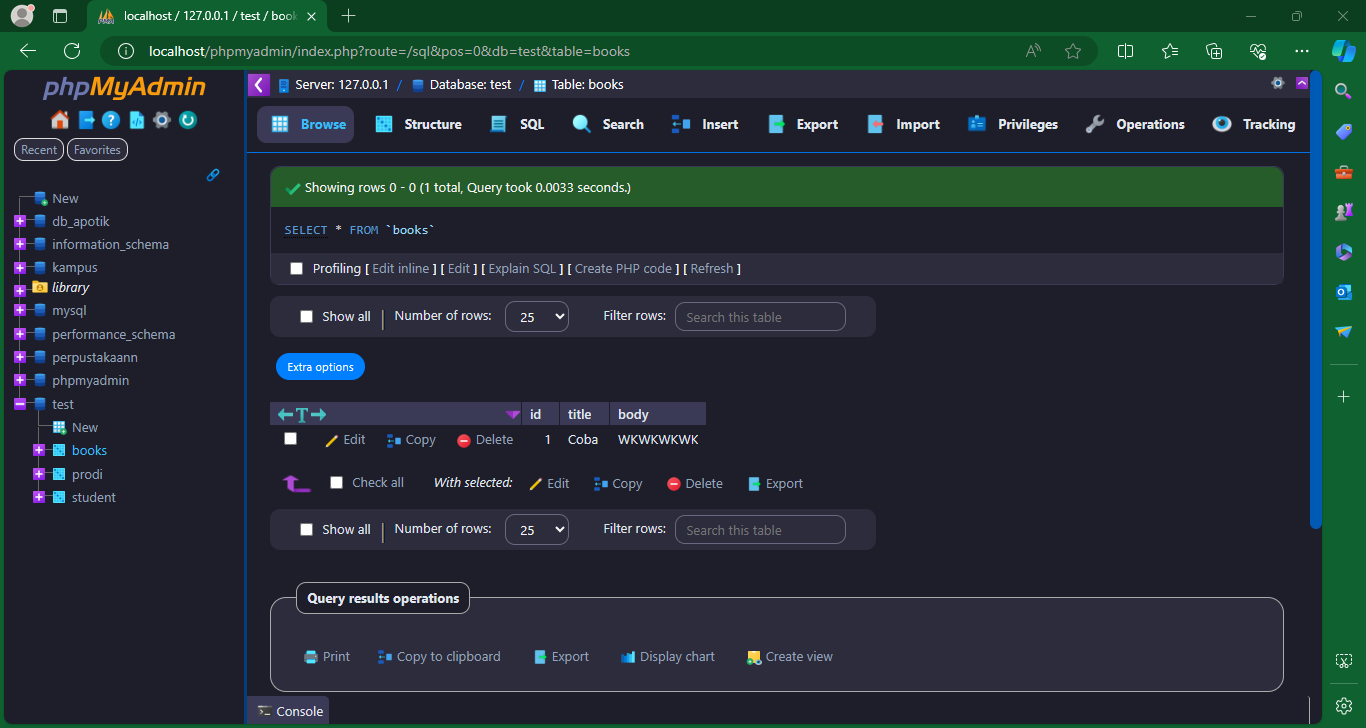 localhost / 127.0.0.1 / test / book
localhost/phpmyadmin/index.php?route=/sql&pos=0&db=test&table=books
phpMyAdmin
Recent Favorites
New
db_apotik
information_schema
kampus
library
mysql
performance_schema
perpustakaann
phpmyadmin
test
New
books
prodi
student
Server: 127.0.0.1 / Database: test / Table: books
Browse Structure SQL Search Insert Export Import Privileges Operations Tracking
Showing rows 0 - 0 (1 total, Query took 0.0033 seconds.)
SELECT * FROM `books`
Profiling [ Edit inline ] [ Edit ] [ Explain SQL ] [ Create PHP code ] [ Refresh ]
Show all | Number of rows: 25 Filter rows: Search this table
Extra options
←T→ id title body
Edit Copy Delete 1 Coba WKWKWKWK
Check all With selected: Edit Copy Delete Export
Show all | Number of rows: 25 Filter rows: Search this table
Query results operations
Print Copy to clipboard Export Display chart Create view
Console